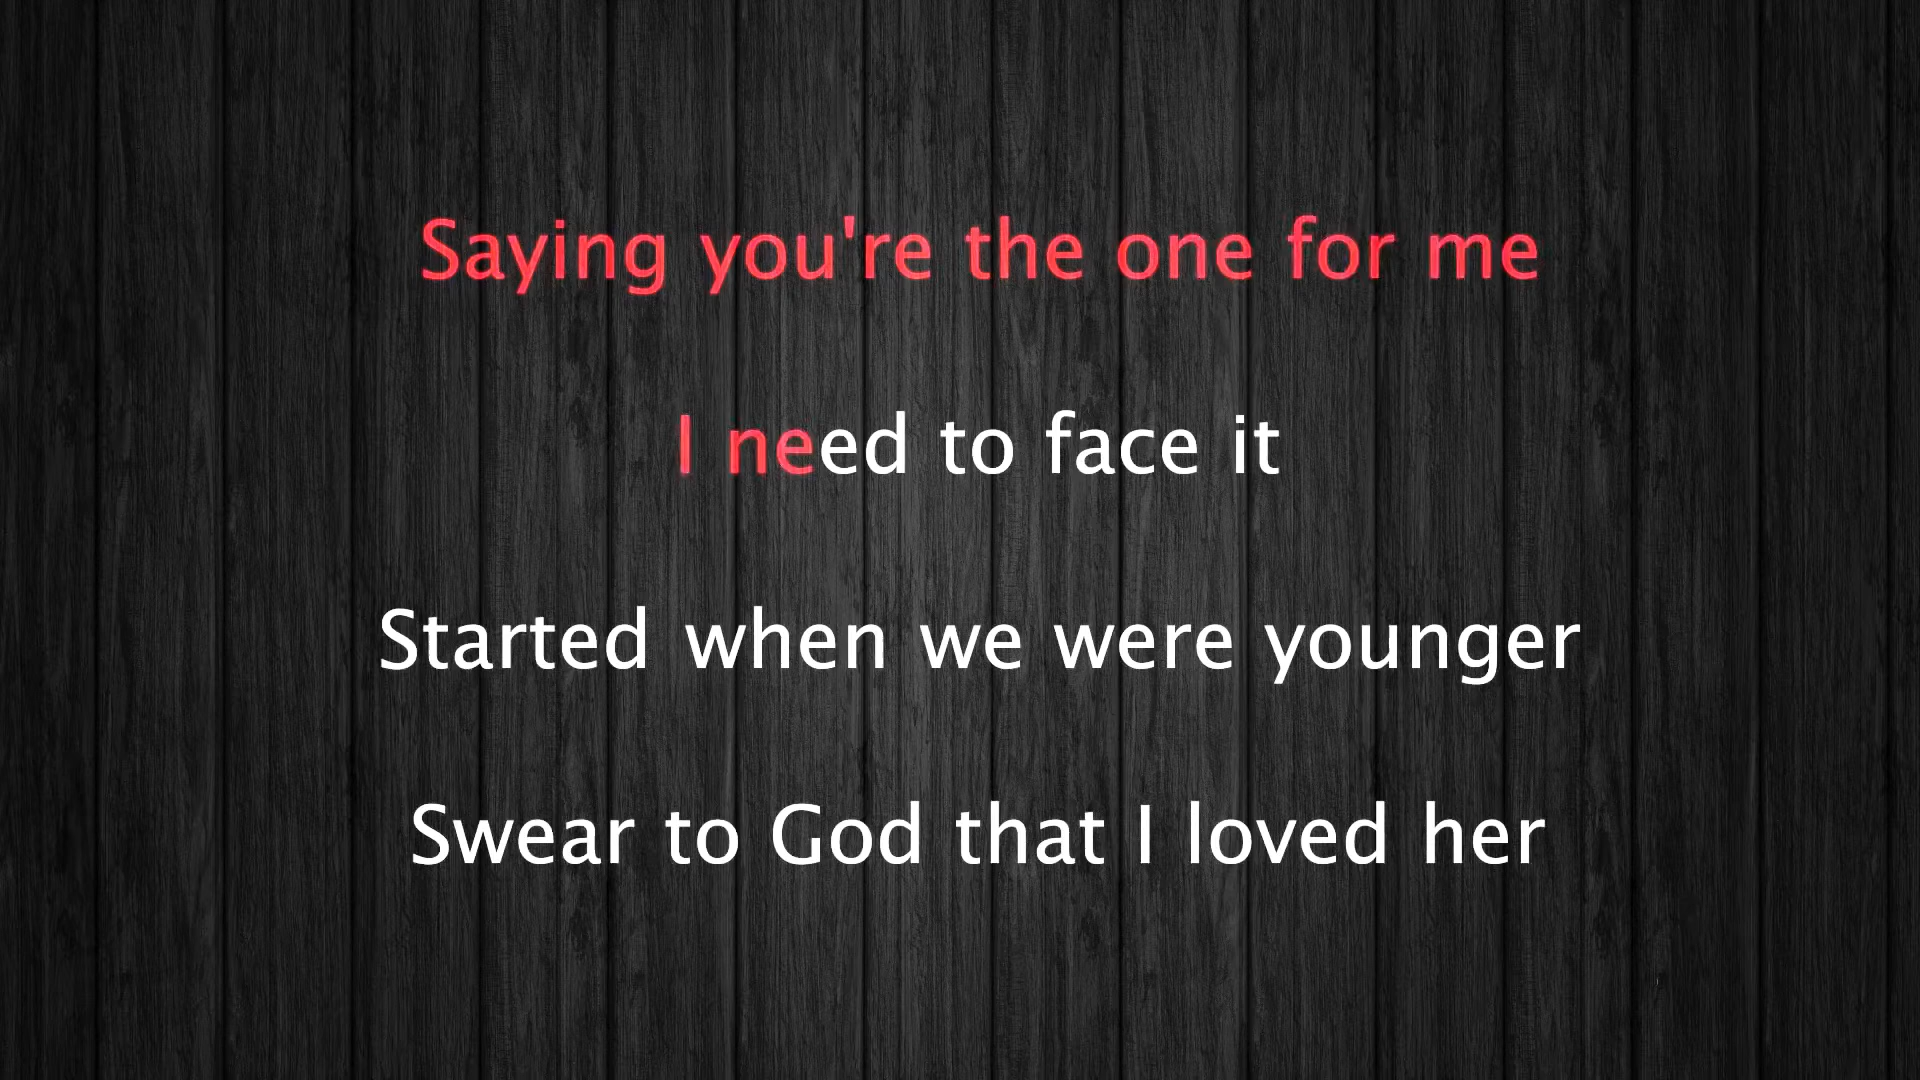 Saying you're the one for me
I need to face it
Started when we were younger
Swear to God that I loved her